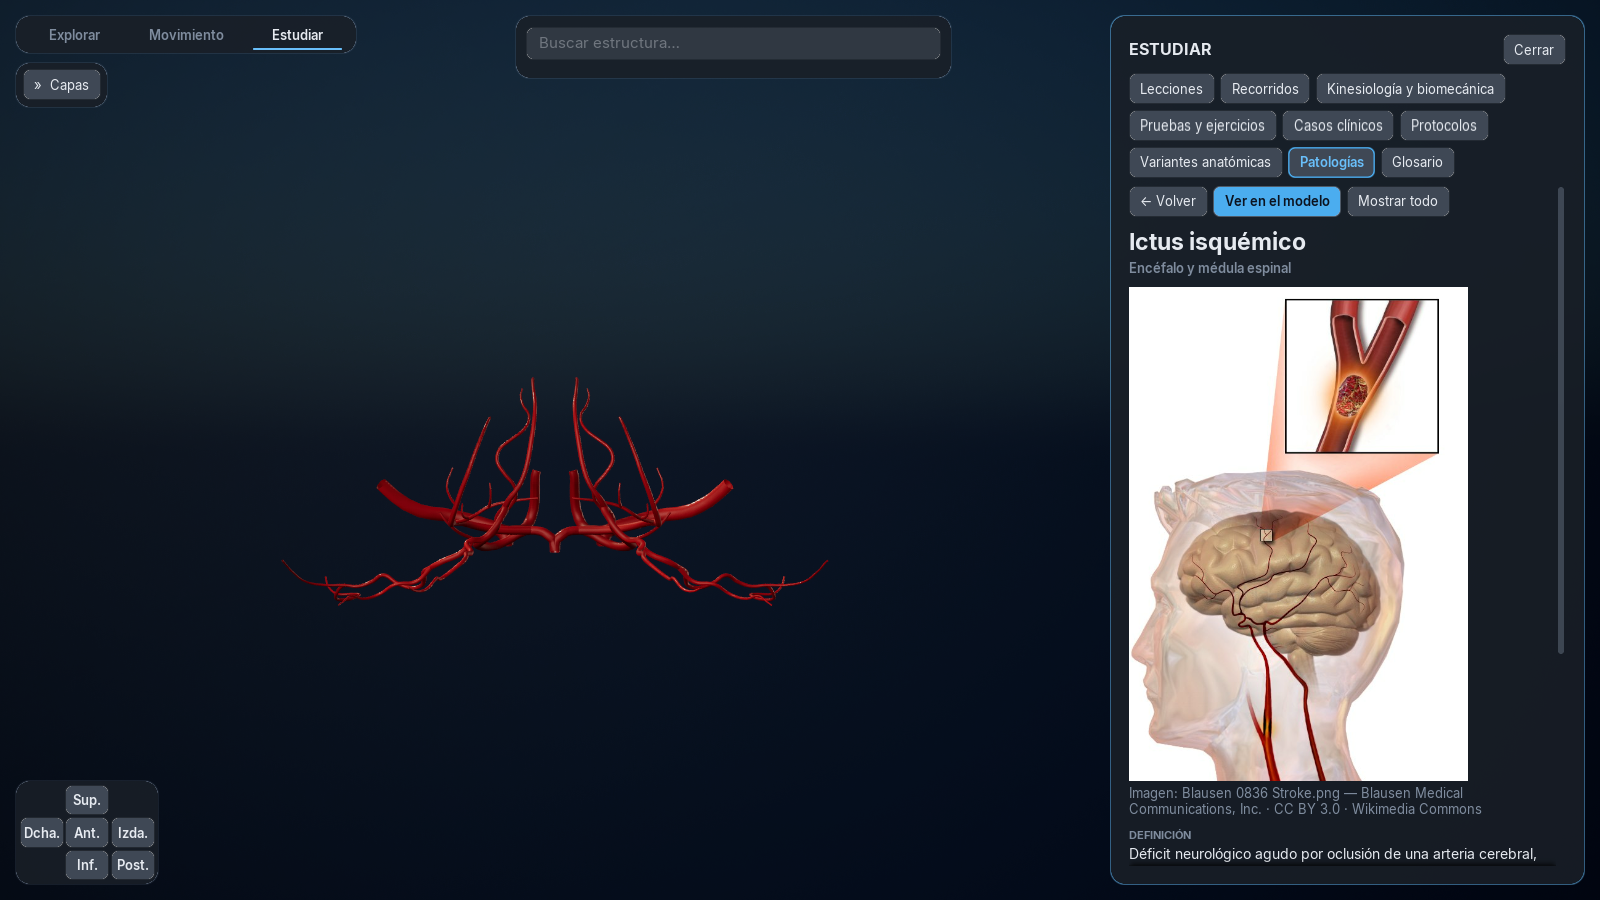 Explorar Movimiento Estudiar
» Capas
Buscar estructura...
ESTUDIAR Cerrar
Lecciones Recorridos Kinesiología y biomecánica
Pruebas y ejercicios Casos clínicos Protocolos
Variantes anatómicas Patologías Glosario
← Volver Ver en el modelo Mostrar todo
Ictus isquémico
Encéfalo y médula espinal
Imagen: Blausen 0836 Stroke.png — Blausen Medical
Communications, Inc. · CC BY 3.0 · Wikimedia Commons
DEFINICIÓN
Déficit neurológico agudo por oclusión de una arteria cerebral,
Sup.
Dcha. Ant. Izda.
Inf. Post.